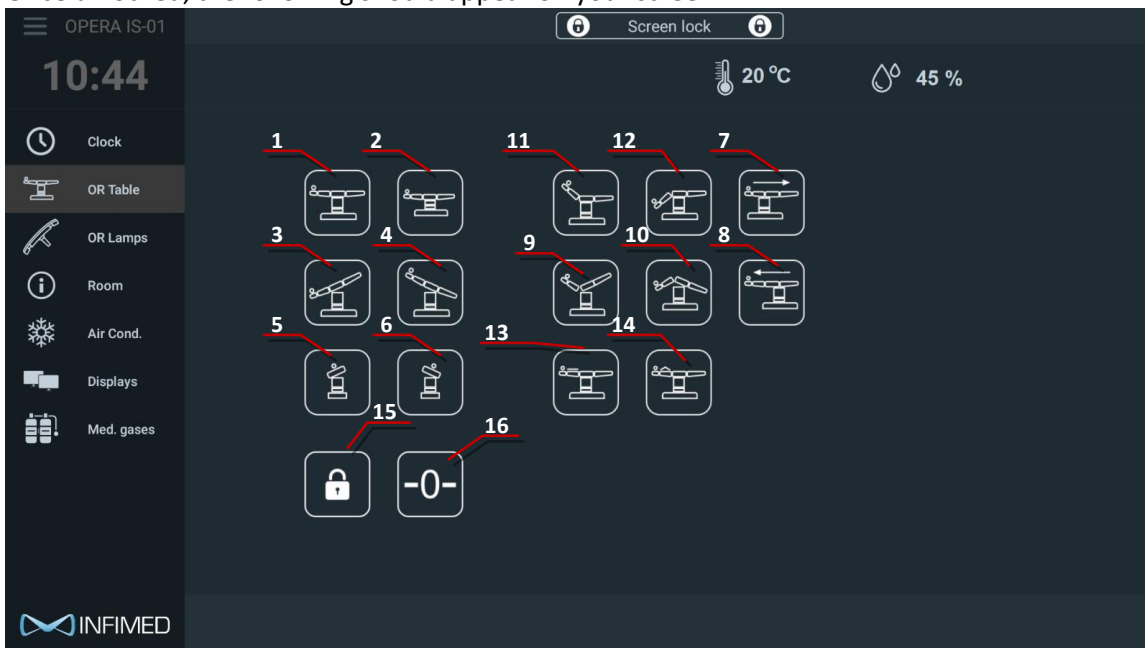 OPERA IS-01
Screen lock
10:44
20 °C
45 %
Clock
1
2
11
12
7
OR Table
OR Lamps
3
4
9
10
8
Room
Air Cond.
5
6
13
14
Displays
15
16
Med. gases
-0-
INFIMED